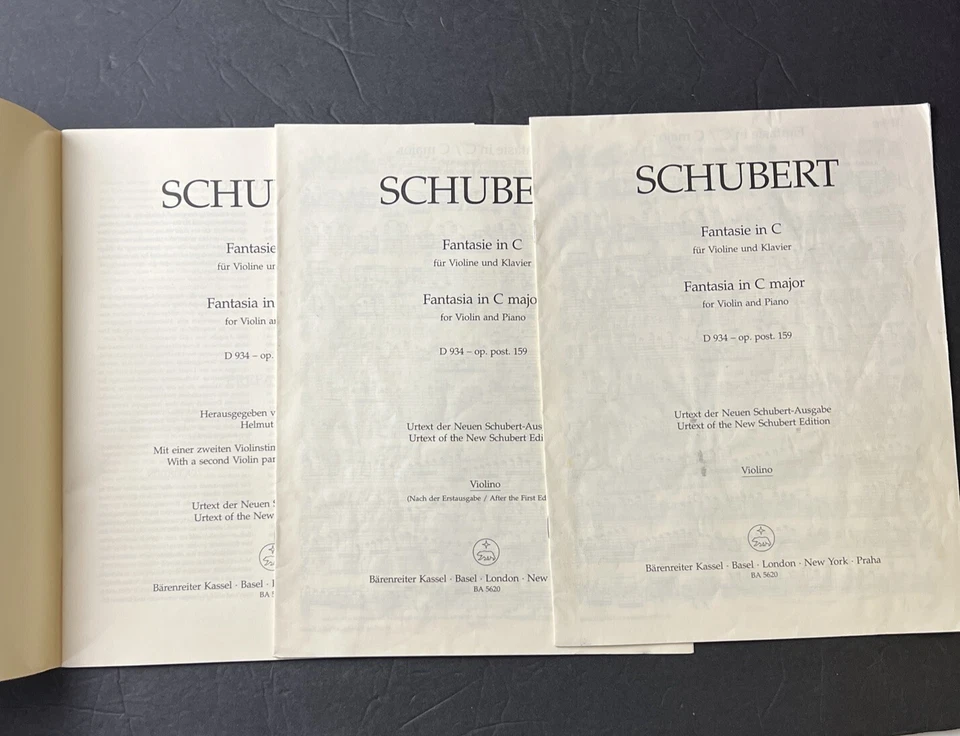 SCHU
Fantasie
für Violine un
Fantasia in
for Violin a
D 934 – op.
Herausgegeben v
Helmut
Mit einer zweiten Violinstin
With a second Violin par
Urtext der Neuen
Urtext of the New
Bärenreiter Kassel · Basel ·
BA
SCHUBE
Fantasie in C
für Violine und Klavier
Fantasia in C majo
for Violin and Piano
D 934 – op. post. 159
Urtext der Neuen Schubert-Aus
Urtext of the New Schubert Edi
Violino
(Nach der Erstausgabe / After the First Ed
Bärenreiter Kassel · Basel · London · New
BA 5620
SCHUBERT
Fantasie in C
für Violine und Klavier
Fantasia in C major
for Violin and Piano
D 934 – op. post. 159
Urtext der Neuen Schubert-Ausgabe
Urtext of the New Schubert Edition
Violino
Bärenreiter Kassel · Basel · London · New York · Praha
BA 5620